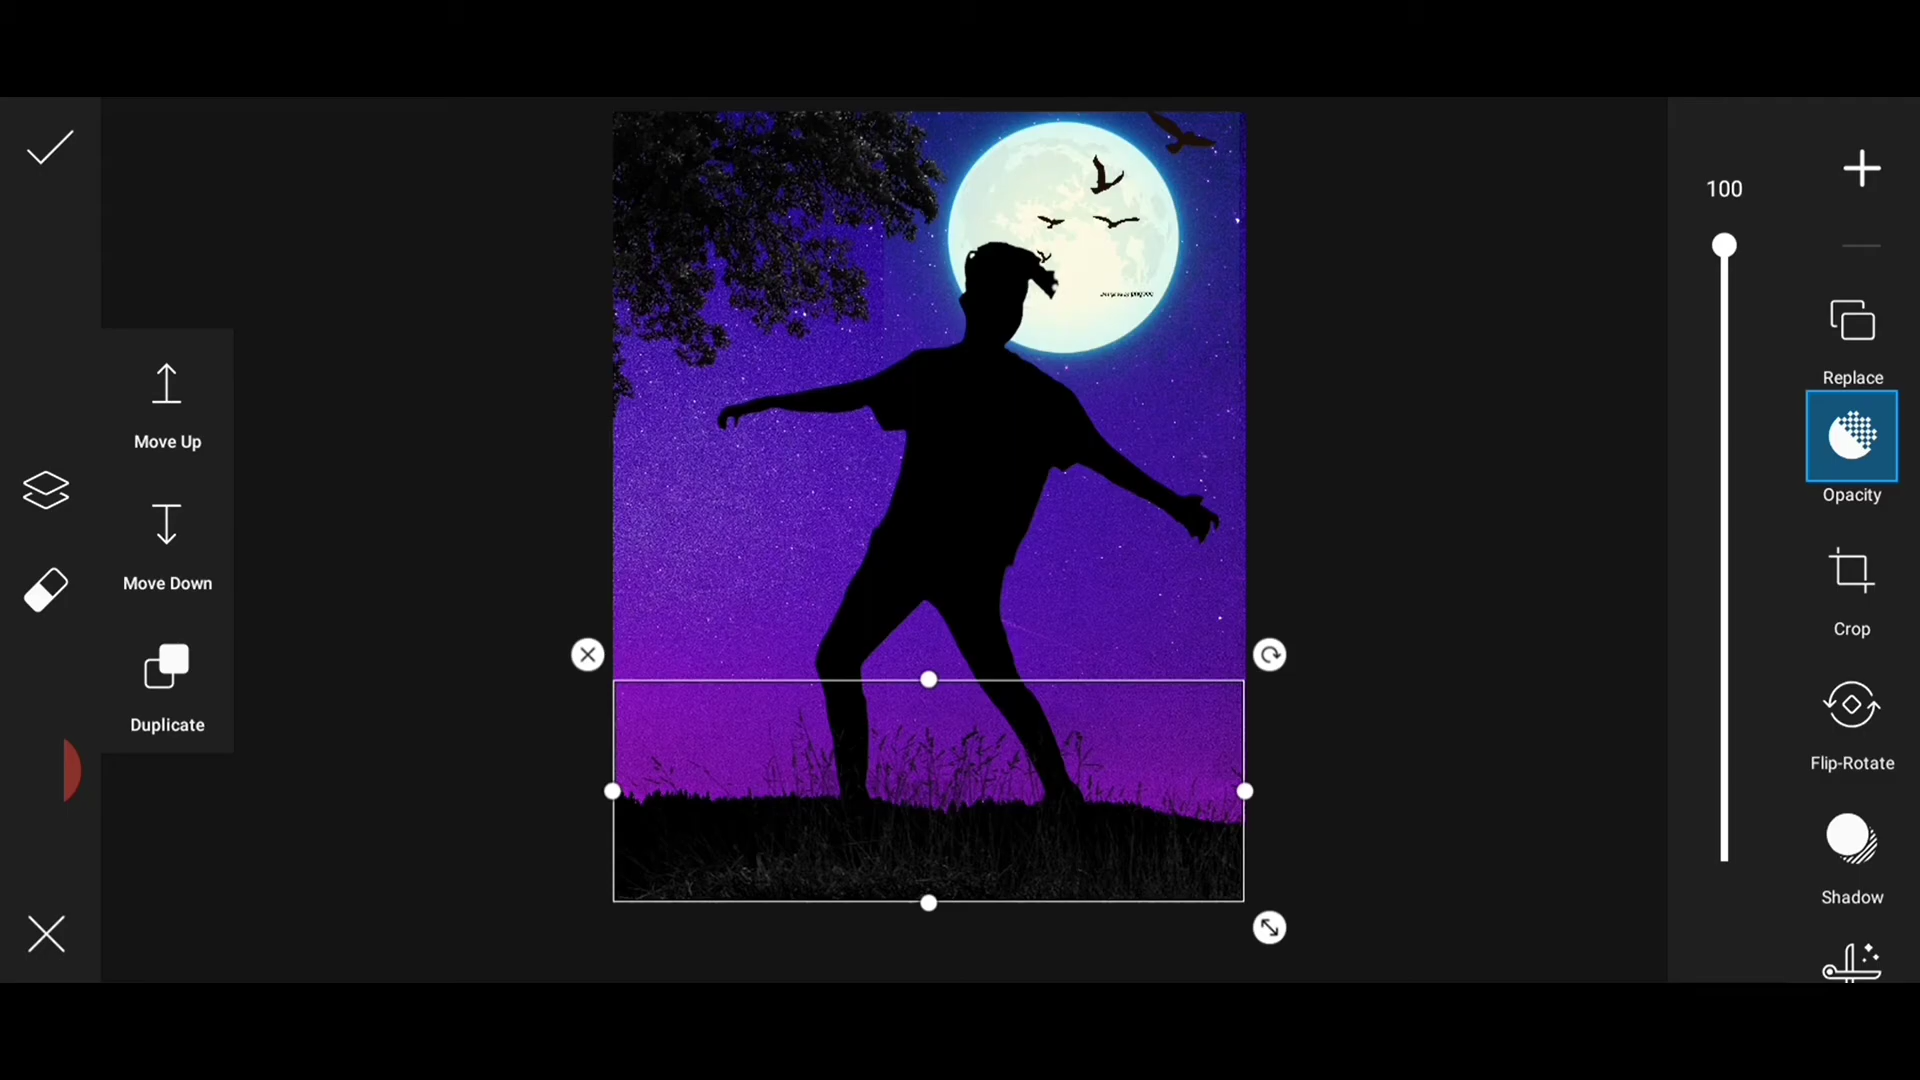 100
Replace
Move Up
Opacity
Move Down
Crop
Duplicate
Flip-Rotate
Shadow